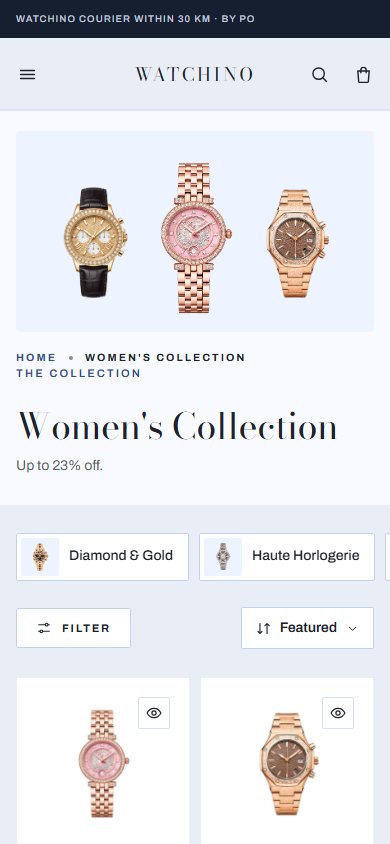 WATCHINO COURIER WITHIN 30 KM · BY PO
WATCHINO
HOME • WOMEN'S COLLECTION
THE COLLECTION
Women's Collection
Up to 23% off.
Diamond & Gold
Haute Horlogerie
FILTER
Featured